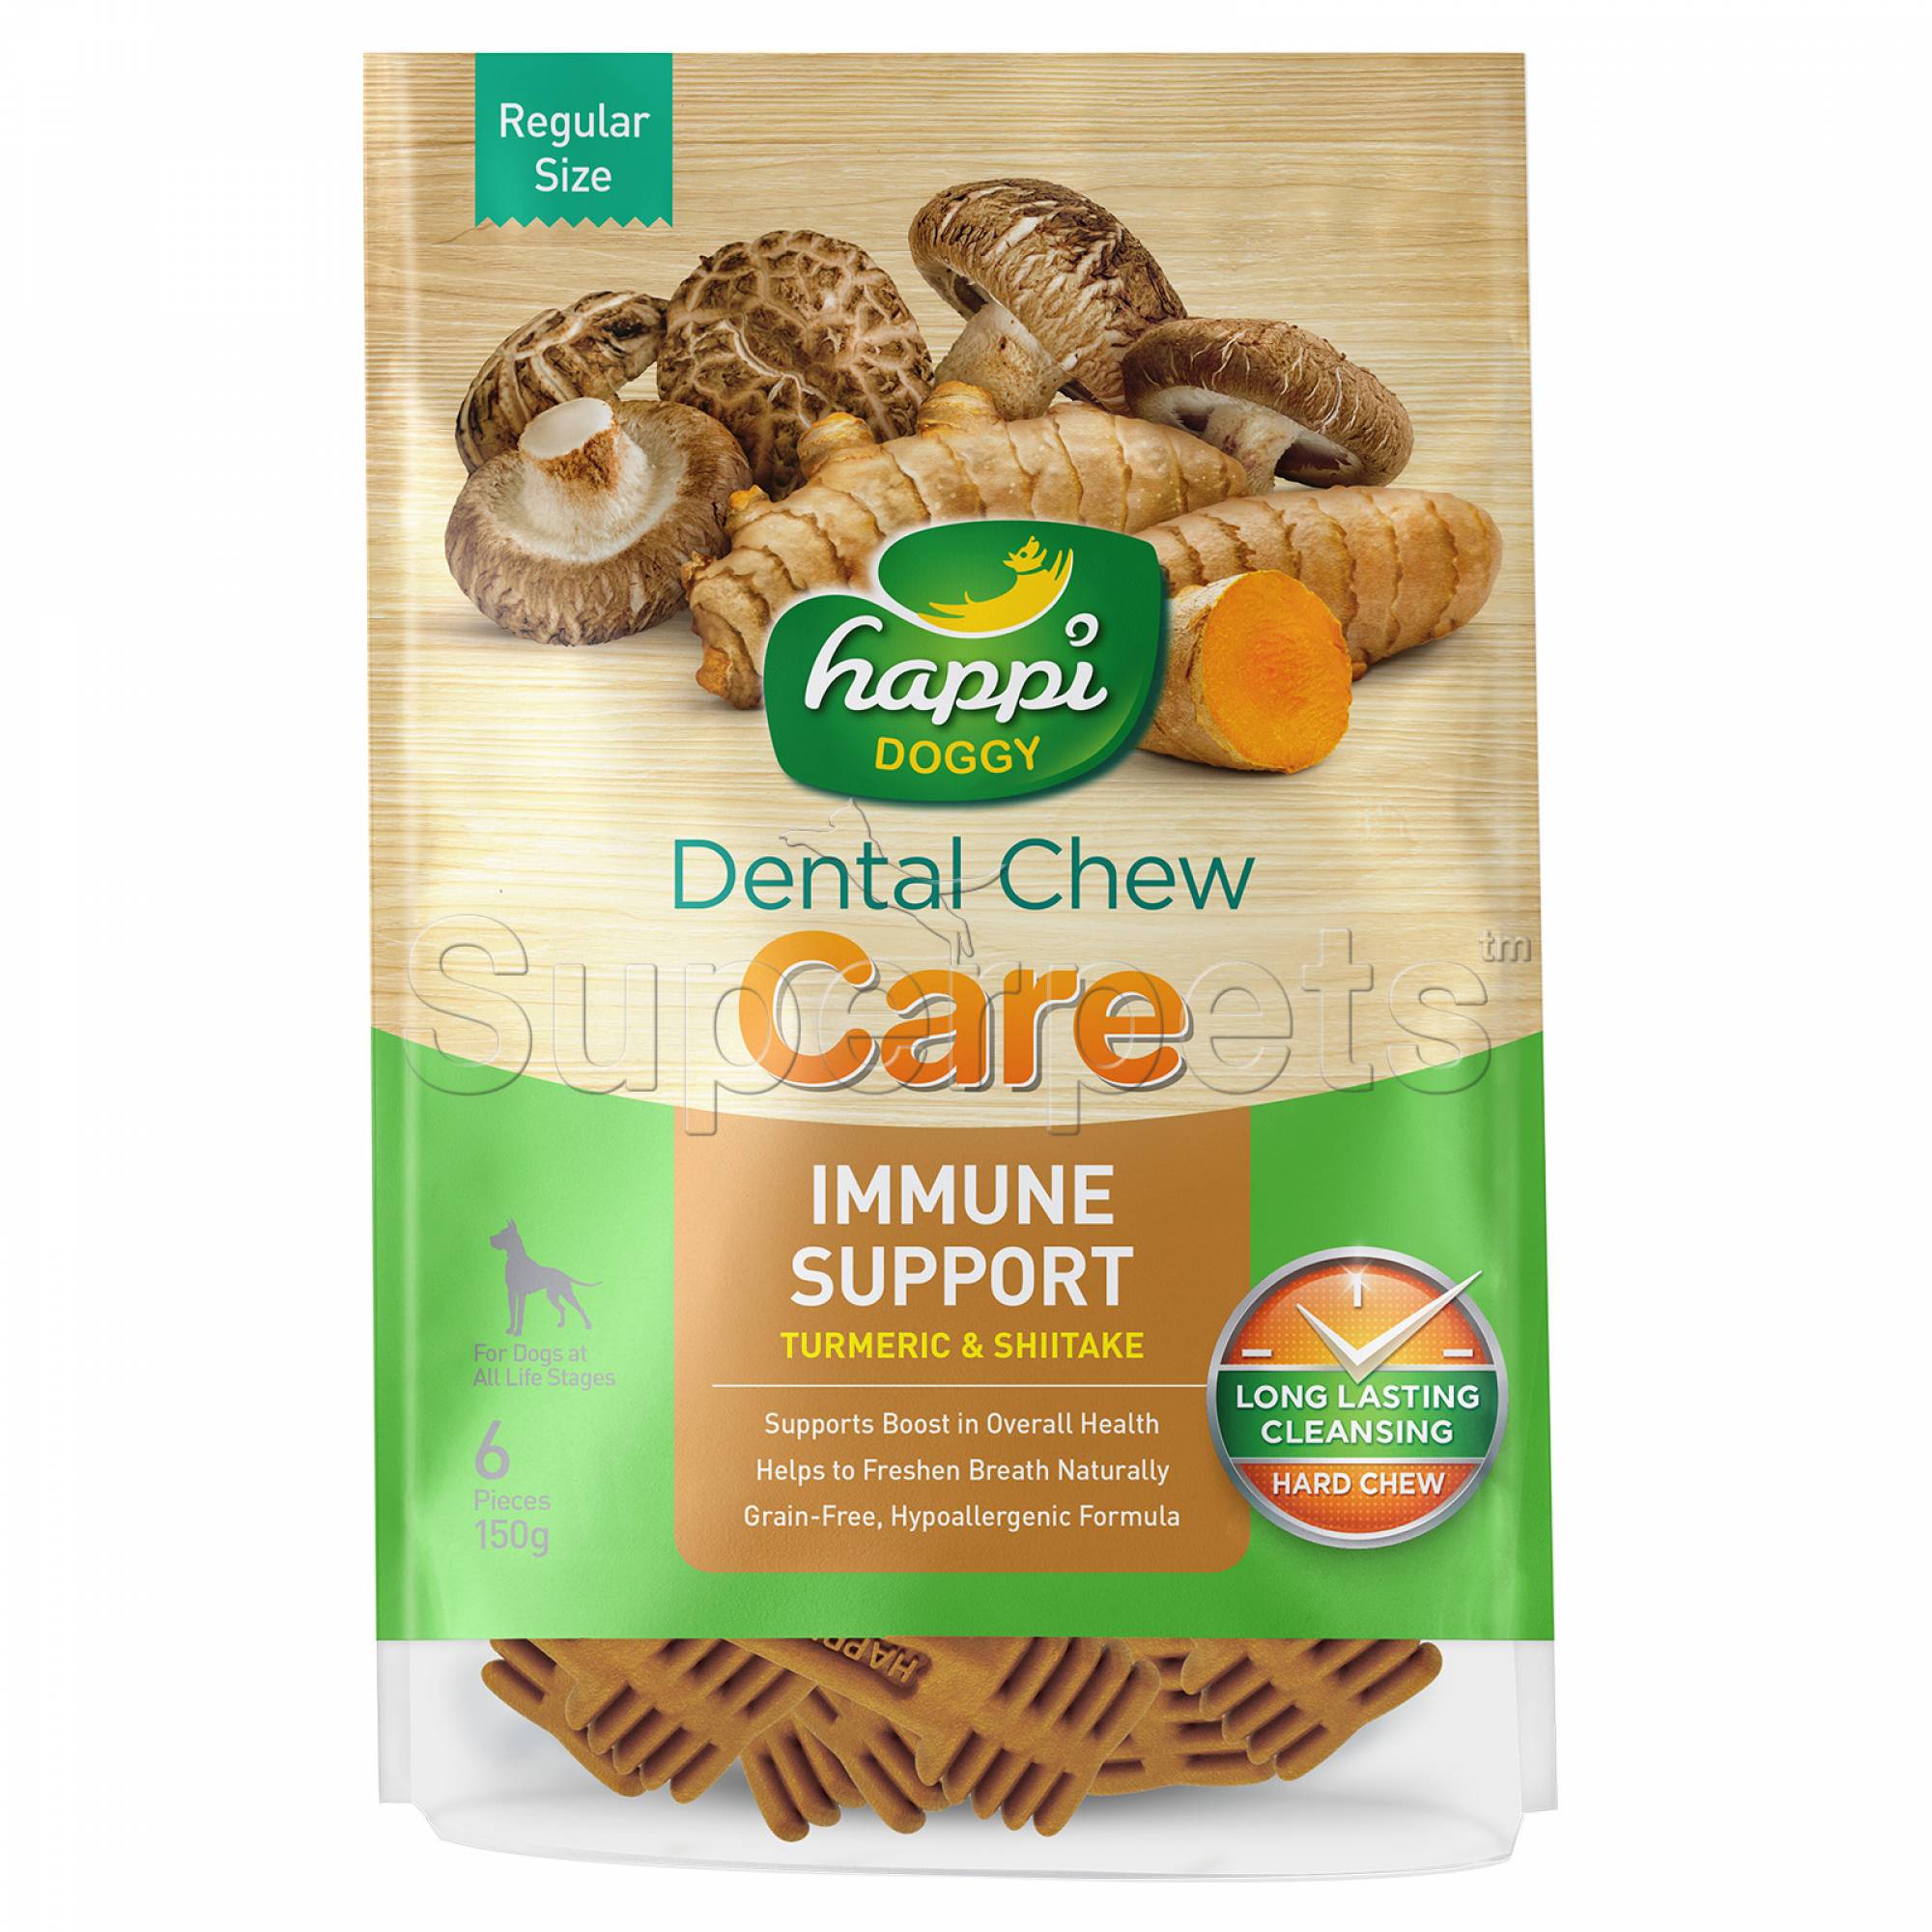 Regular
Size
happi
DOGGY
Dental Chew
Care
Superpets™
IMMUNE
SUPPORT
TURMERIC & SHIITAKE
Supports Boost in Overall Health
Helps to Freshen Breath Naturally
Grain-Free, Hypoallergenic Formula
For Dogs at
All Life Stages
6
Pieces
150g
LONG LASTING
CLEANSING
HARD CHEW
HAPPI